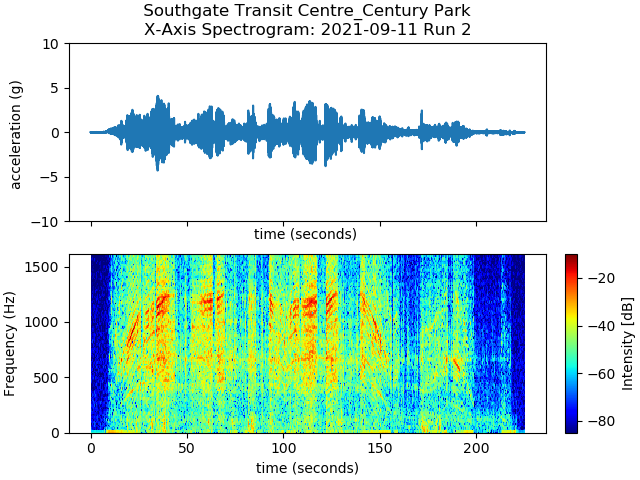 Southgate Transit Centre_Century Park
X-Axis Spectrogram: 2021-09-11 Run 2
10
5
0
−5
−10
acceleration (g)
time (seconds)
1500
1000
500
0
Frequency (Hz)
0 50 100 150 200
time (seconds)
−20
−40
−60
−80
Intensity [dB]